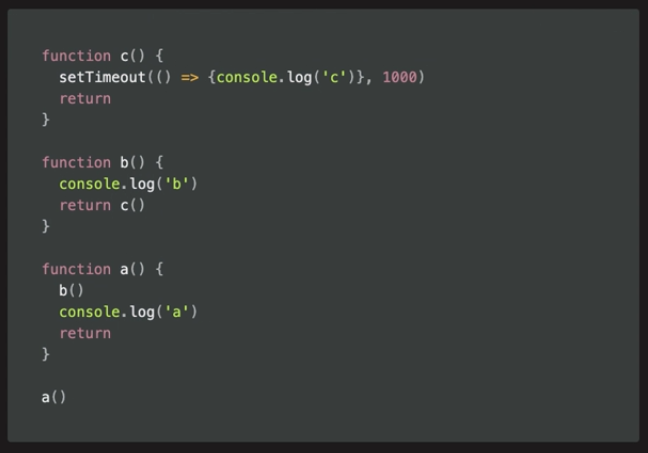 function c() {
  setTimeout(() => {console.log('c')}, 1000)
  return
}

function b() {
  console.log('b')
  return c()
}

function a() {
  b()
  console.log('a')
  return
}

a()